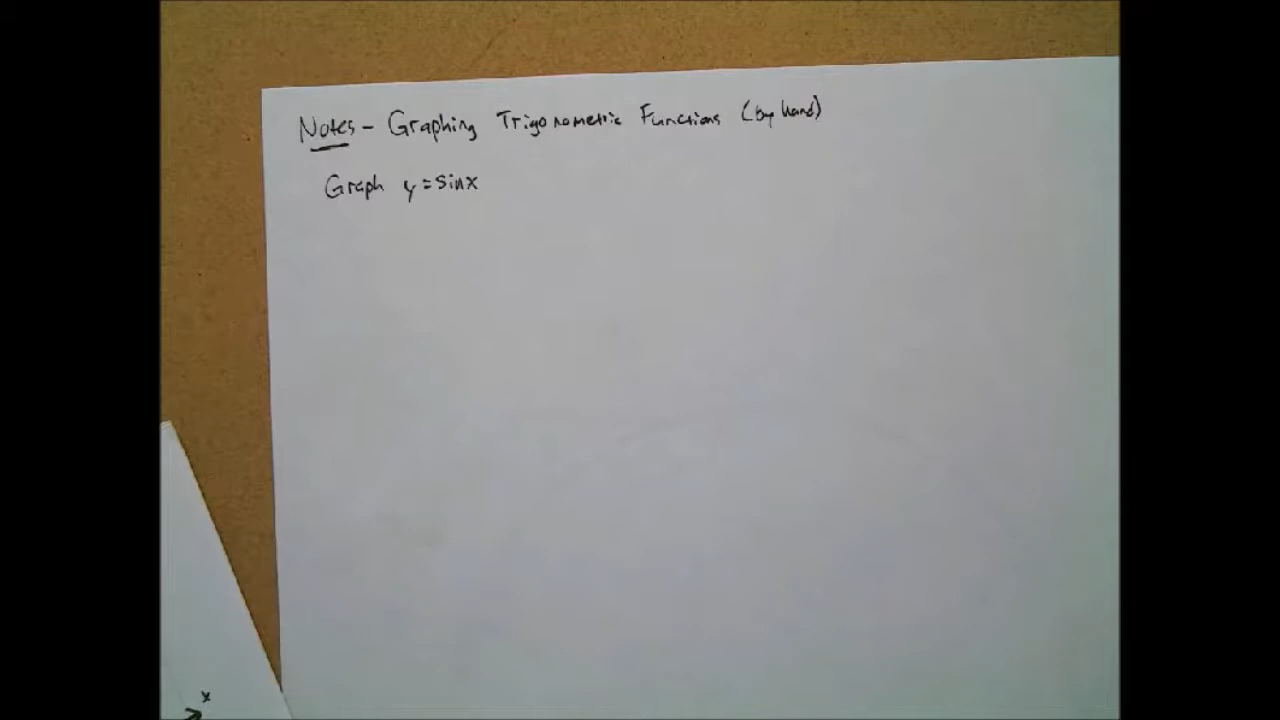 Notes - Graphing Trigonometric Functions (by hand)
Graph y = sin x
x